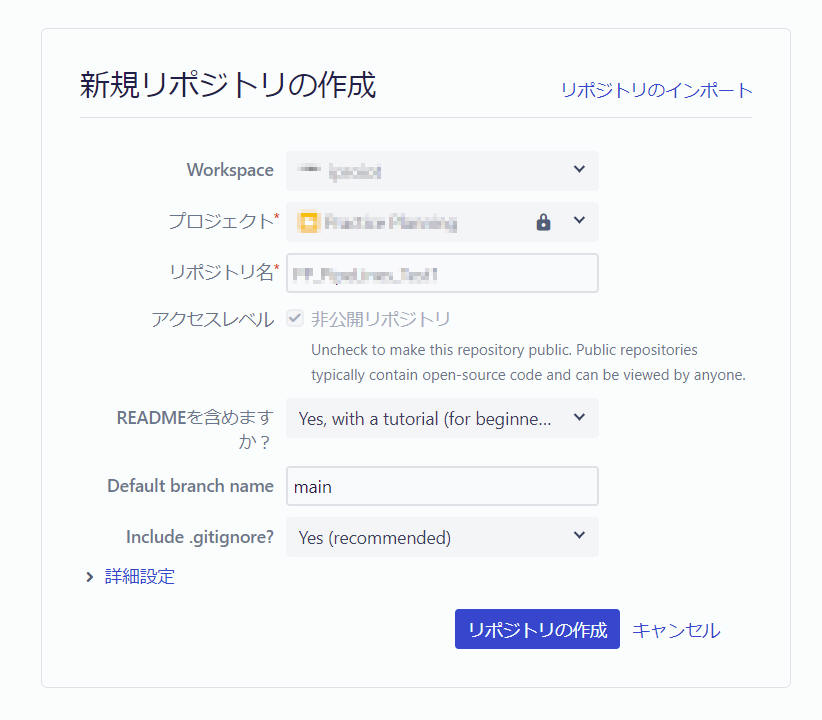 新規リポジトリの作成
リポジトリのインポート
Workspace
プロジェクト*
リポジトリ名*
アクセスレベル
非公開リポジトリ
Uncheck to make this repository public. Public repositories
typically contain open-source code and can be viewed by anyone.
READMEを含めます
か？
Yes, with a tutorial (for beginne...
Default branch name
main
Include .gitignore?
Yes (recommended)
詳細設定
リポジトリの作成
キャンセル